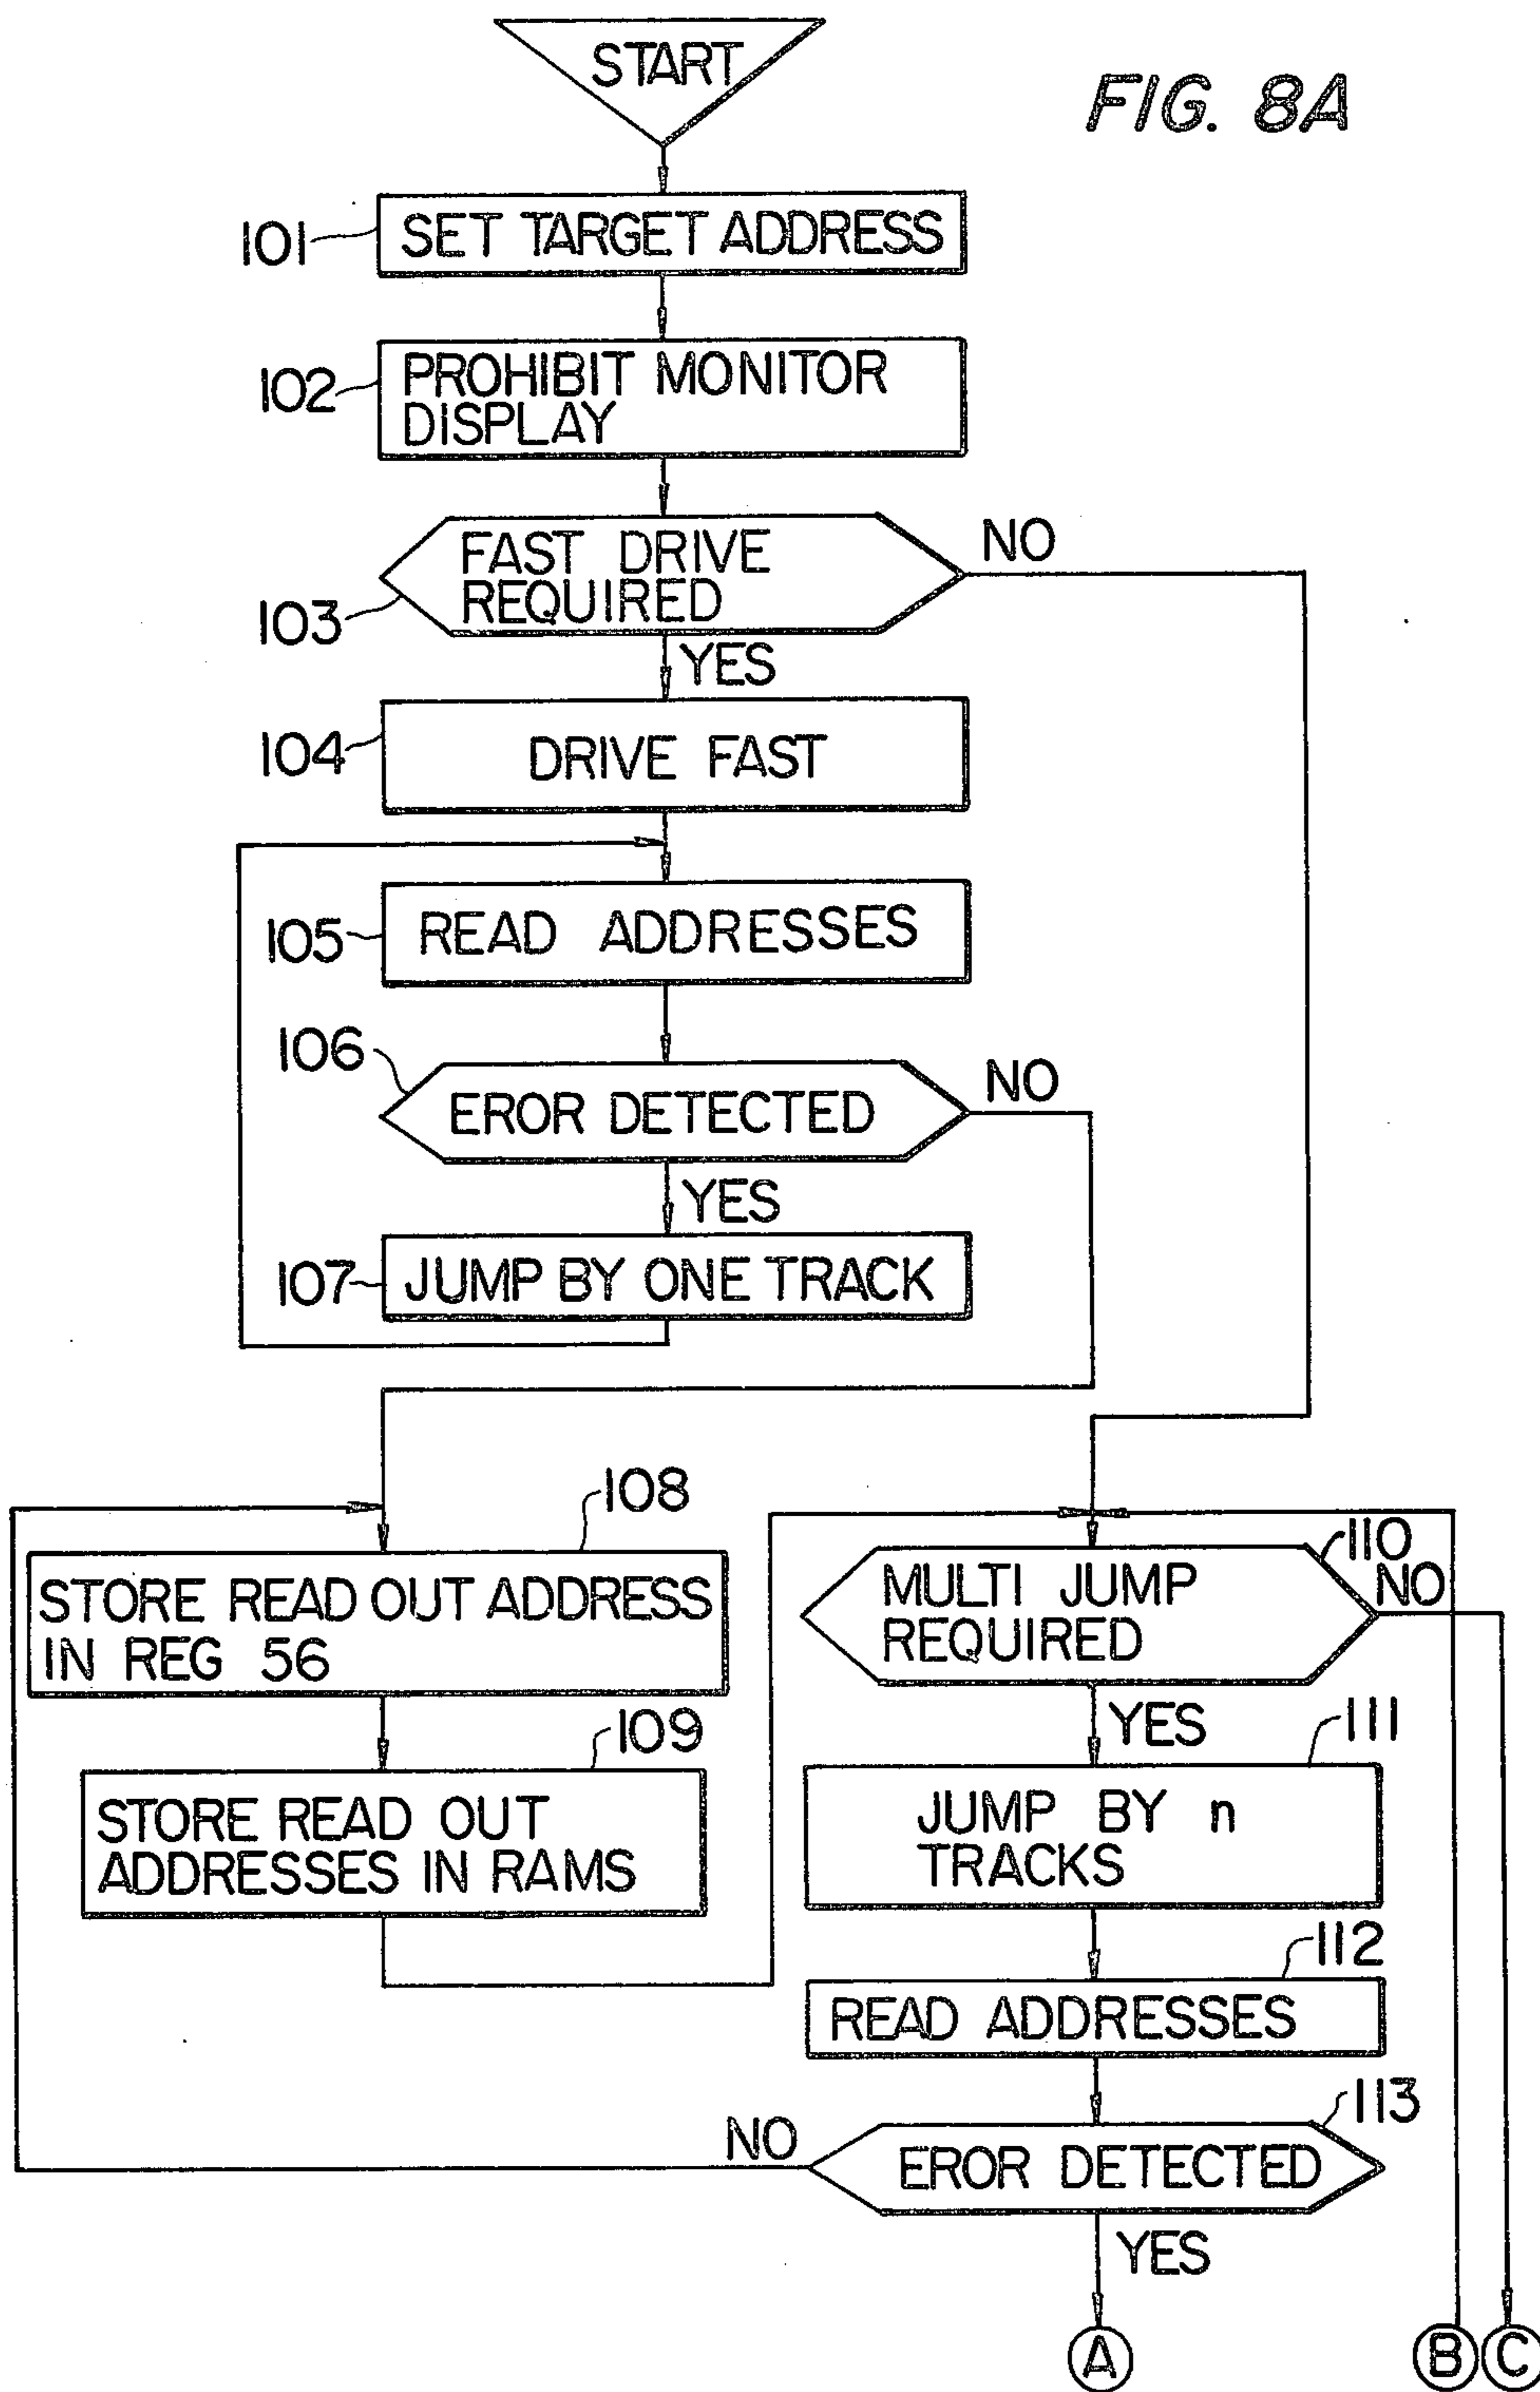 START
FIG. 8A
101
SET TARGET ADDRESS
102
PROHIBIT MONITOR
DISPLAY
103
FAST DRIVE
REQUIRED
NO
YES
104
DRIVE FAST
105
READ ADDRESSES
106
EROR DETECTED
NO
YES
107
JUMP BY ONE TRACK
108
STORE READ OUT ADDRESS
IN REG 56
109
STORE READ OUT
ADDRESSES IN RAMS
110
MULTI JUMP
REQUIRED
NO
YES
111
JUMP BY n
TRACKS
112
READ ADDRESSES
113
NO
EROR DETECTED
YES
A
B
C